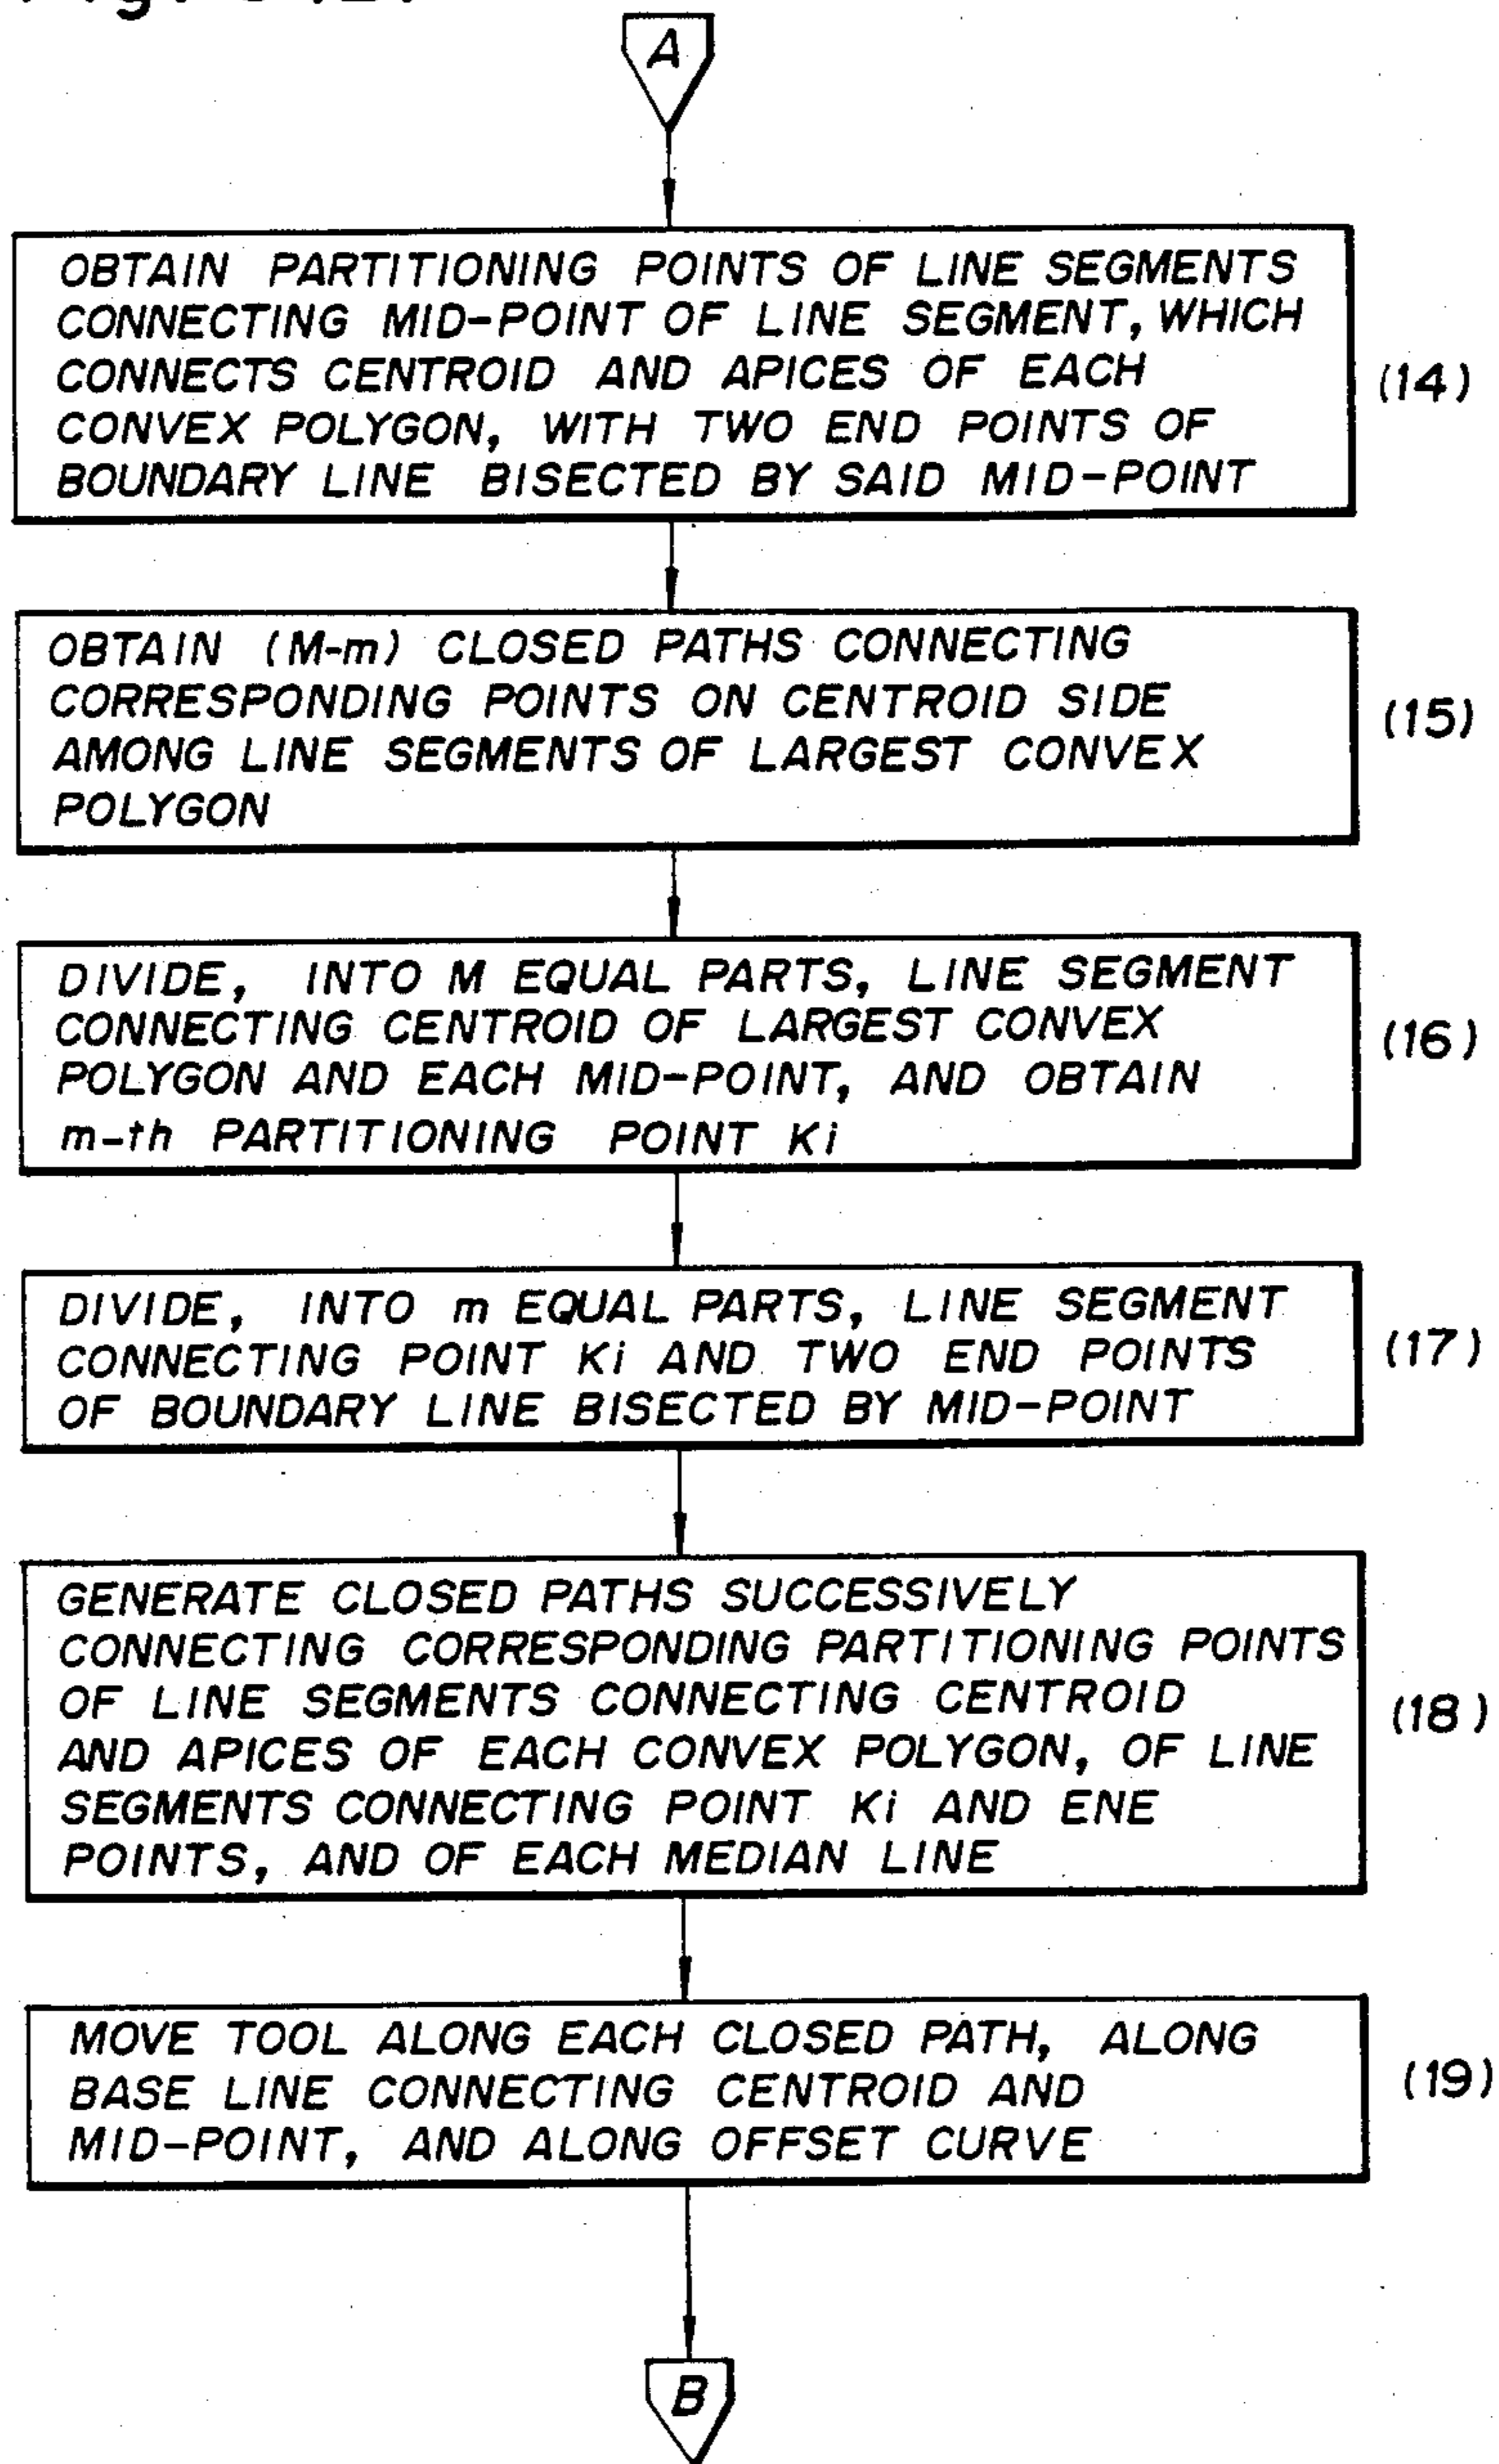 A
OBTAIN PARTITIONING POINTS OF LINE SEGMENTS
CONNECTING MID-POINT OF LINE SEGMENT, WHICH
CONNECTS CENTROID AND APICES OF EACH
CONVEX POLYGON, WITH TWO END POINTS OF
BOUNDARY LINE BISECTED BY SAID MID-POINT
(14)
OBTAIN (M-m) CLOSED PATHS CONNECTING
CORRESPONDING POINTS ON CENTROID SIDE
AMONG LINE SEGMENTS OF LARGEST CONVEX
POLYGON
(15)
DIVIDE, INTO M EQUAL PARTS, LINE SEGMENT
CONNECTING CENTROID OF LARGEST CONVEX
POLYGON AND EACH MID-POINT, AND OBTAIN
m-th PARTITIONING POINT Ki
(16)
DIVIDE, INTO m EQUAL PARTS, LINE SEGMENT
CONNECTING POINT Ki AND TWO END POINTS
OF BOUNDARY LINE BISECTED BY MID-POINT
(17)
GENERATE CLOSED PATHS SUCCESSIVELY
CONNECTING CORRESPONDING PARTITIONING POINTS
OF LINE SEGMENTS CONNECTING CENTROID
AND APICES OF EACH CONVEX POLYGON, OF LINE
SEGMENTS CONNECTING POINT Ki AND ENE
POINTS, AND OF EACH MEDIAN LINE
(18)
MOVE TOOL ALONG EACH CLOSED PATH, ALONG
BASE LINE CONNECTING CENTROID AND
MID-POINT, AND ALONG OFFSET CURVE
(19)
B